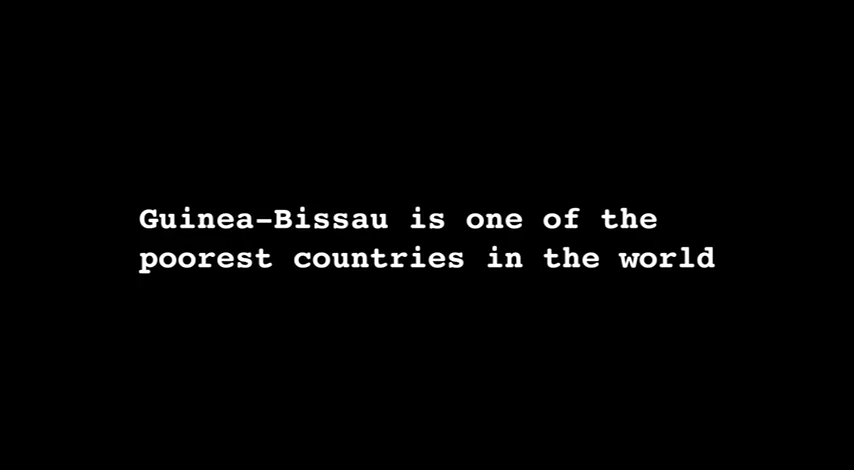 Guinea-Bissau is one of the
poorest countries in the world